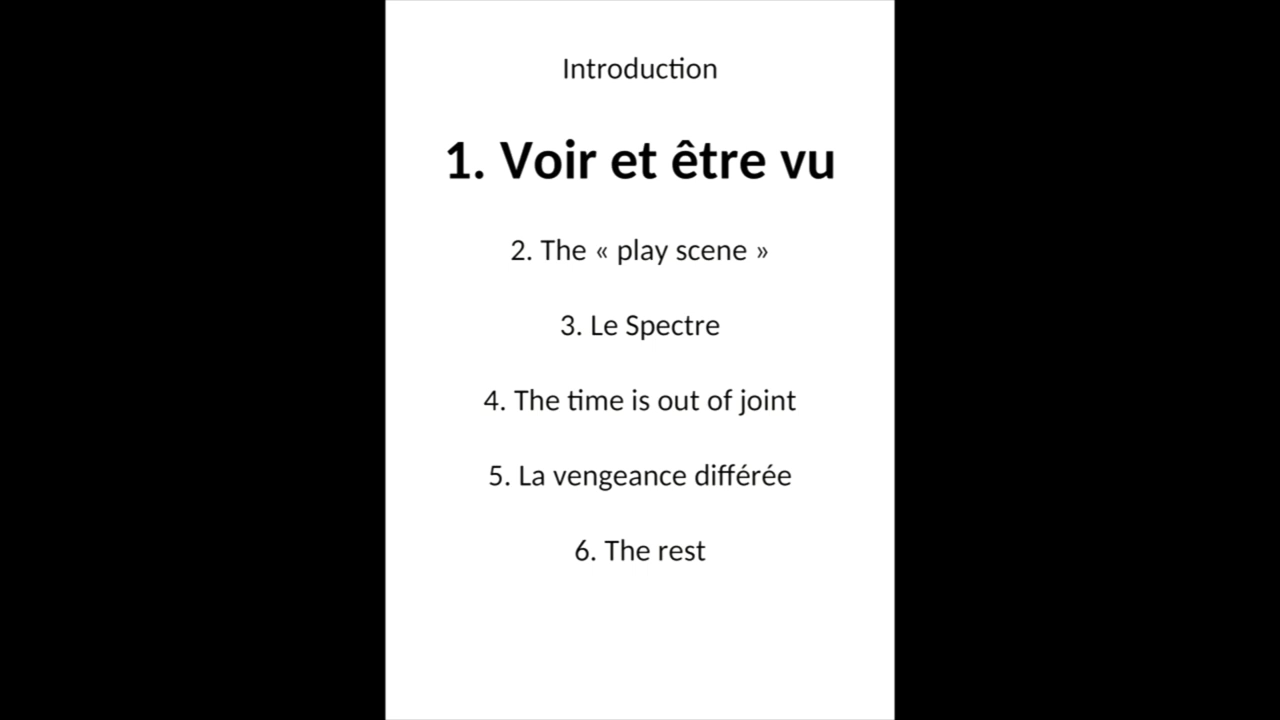 Introduction
1. Voir et être vu
2. The « play scene »
3. Le Spectre
4. The time is out of joint
5. La vengeance différée
6. The rest